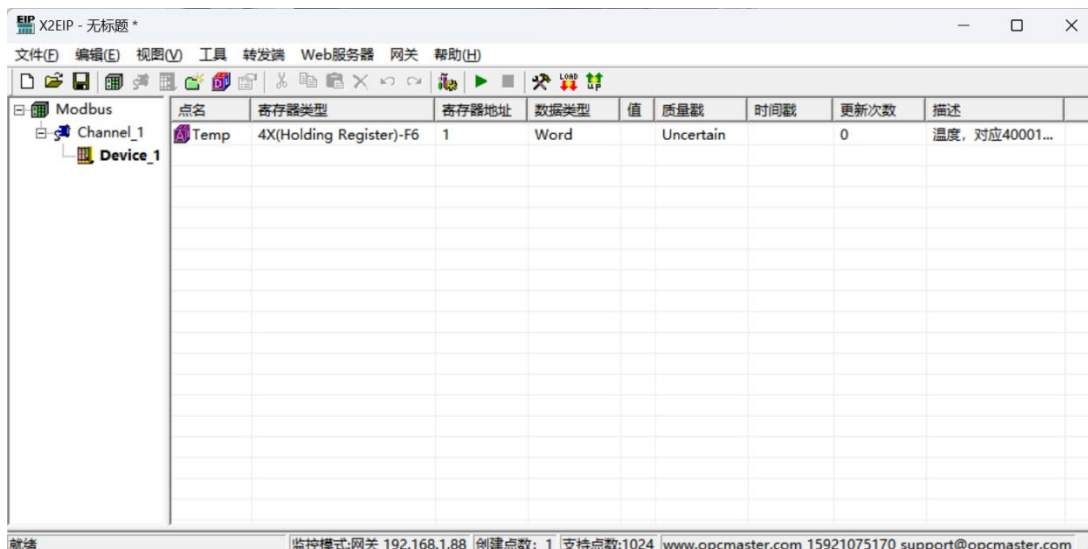 EIP X2EIP - 无标题 *
文件(F) 编辑(E) 视图(V) 工具 转发端 Web服务器 网关 帮助(H)
LOAD UP
Modbus
Channel_1
Device_1
点名 寄存器类型 寄存器地址 数据类型 值 质量戳 时间戳 更新次数 描述
Temp 4X(Holding Register)-F6 1 Word Uncertain 0 温度，对应40001...
就绪 监控模式:网关 192.168.1.88 创建点数: 1 支持点数:1024 www.opcmaster.com 15921075170 support@opcmaster.com